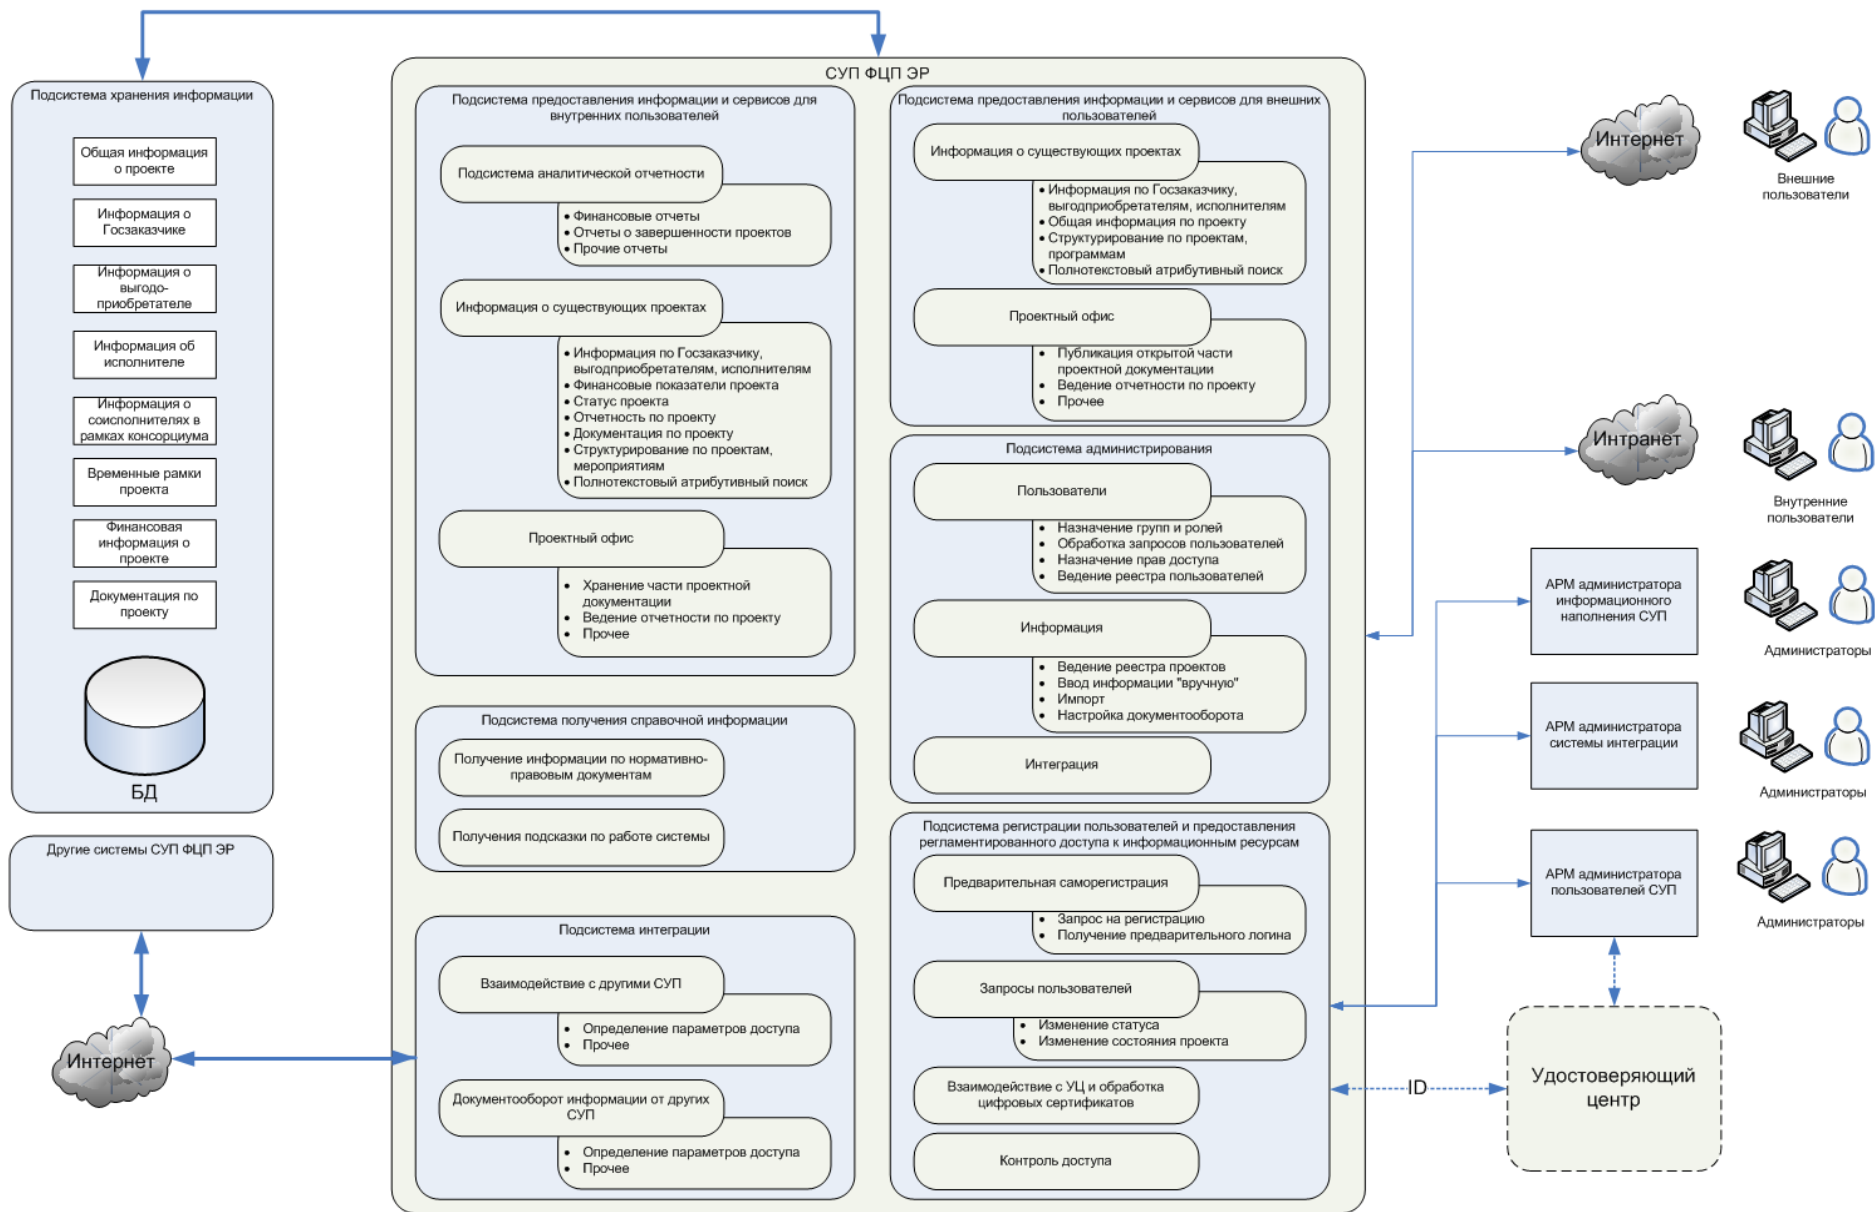 СУП ФЦП ЭР
Подсистема хранения информации
Общая информация
о проекте
Информация о
Госзаказчике
Информация о
выгодо-
приобретателе
Информация об
исполнителе
Информация о
соисполнителях в
рамках консорциума
Временные рамки
проекта
Финансовая
информация о
проекте
Документация по
проекту
БД
Другие системы СУП ФЦП ЭР
Интернет
Подсистема предоставления информации и сервисов для
внутренних пользователей
Подсистема аналитической отчетности
• Финансовые отчеты
• Отчеты о завершенности проектов
• Прочие отчеты
Информация о существующих проектах
• Информация по Госзаказчику,
выгодприобретателям, исполнителям
• Финансовые показатели проекта
• Статус проекта
• Отчетность по проекту
• Документация по проекту
• Структурирование по проектам,
мероприятиям
• Полнотекстовый атрибутивный поиск
Проектный офис
• Хранение части проектной
документации
• Ведение отчетности по проекту
• Прочее
Подсистема получения справочной информации
Получение информации по нормативно-
правовым документам
Получения подсказки по работе системы
Подсистема интеграции
Взаимодействие с другими СУП
• Определение параметров доступа
• Прочее
Документооборот информации от других
СУП
• Определение параметров доступа
• Прочее
Подсистема предоставления информации и сервисов для внешних
пользователей
Информация о существующих проектах
• Информация по Госзаказчику,
выгодприобретателям, исполнителям
• Общая информация по проекту
• Структурирование по проектам,
программам
• Полнотекстовый атрибутивный поиск
Проектный офис
• Публикация открытой части
проектной документации
• Ведение отчетности по проекту
• Прочее
Подсистема администрирования
Пользователи
• Назначение групп и ролей
• Обработка запросов пользователей
• Назначение прав доступа
• Ведение реестра пользователей
Информация
• Ведение реестра проектов
• Ввод информации "вручную"
• Импорт
• Настройка документооборота
Интеграция
Подсистема регистрации пользователей и предоставления
регламентированного доступа к информационным ресурсам
Предварительная саморегистрация
• Запрос на регистрацию
• Получение предварительного логина
Запросы пользователей
• Изменение статуса
• Изменение состояния проекта
Взаимодействие с УЦ и обработка
цифровых сертификатов
Контроль доступа
Интернет
Внешние
пользователи
Интранет
Внутренние
пользователи
АРМ администратора
информационного
наполнения СУП
Администраторы
АРМ администратора
системы интеграции
Администраторы
АРМ администратора
пользователей СУП
Администраторы
ID
Удостоверяющий
центр